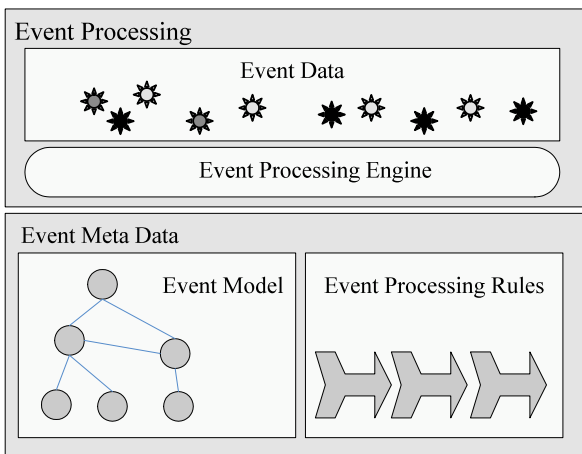 Event Processing
Event Data
Event Processing Engine
Event Meta Data
Event Model
Event Processing Rules